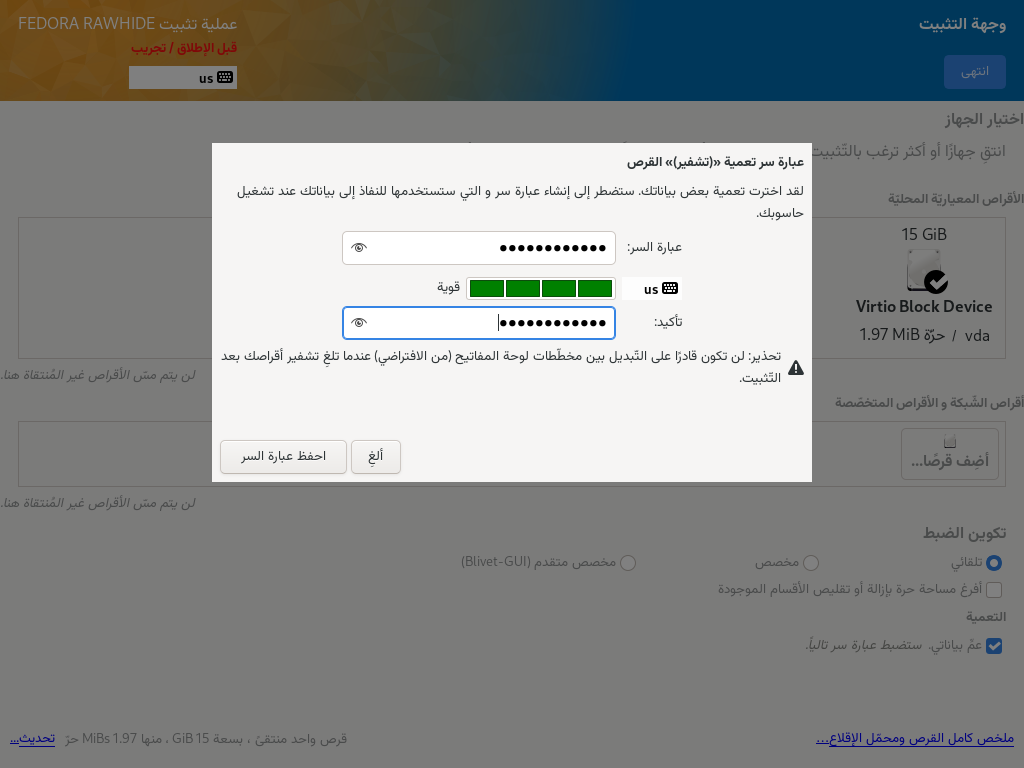 وجهة التثبيت
عملية تثبيت FEDORA RAWHIDE
قبل الإطلاق / تجريب
انتهى
us
اختيار الجهاز
انتقِ جهازًا أو أكثر ترغب بالتّثبيت
عبارة سر تعمية «(تشفير)» القرص
لقد اخترت تعمية بعض بياناتك. ستضطر إلى إنشاء عبارة سر و التي ستستخدمها للنفاذ إلى بياناتك عند تشغيل
حاسوبك.
عبارة السر: ●●●●●●●●●●●●
us قوية
تأكيد: ●●●●●●●●●●●●
تحذير: لن تكون قادرًا على التّبديل بين مخطّطات لوحة المفاتيح (من الافتراضي) عندما تلغِ تشفير أقراصك بعد
التّثبيت.
ألغِ
احفظ عبارة السر
الأقراص المعياريّة المحليّة
15 GiB
Virtio Block Device
vda / 1.97 MiB حرّة
لن يتم مسّ الأقراص غير المُنتقاة هنا.
أقراص الشّبكة و الأقراص المتخصّصة
أضِف قرصًا...
لن يتم مسّ الأقراص غير المُنتقاة هنا.
تكوين الضبط
تلقائي
مخصص
مخصص متقدم (Blivet-GUI)
أفرغ مساحة حرة بإزالة أو تقليص الأقسام الموجودة
التعمية
عمِّ بياناتي. ستضبط عبارة سر تالياً.
ملخص كامل القرص ومحمّل الإقلاع...
قرص واحد منتقىً ، بسعة 15 GiB ، منها 1.97 MiBs حرّ تحديث...